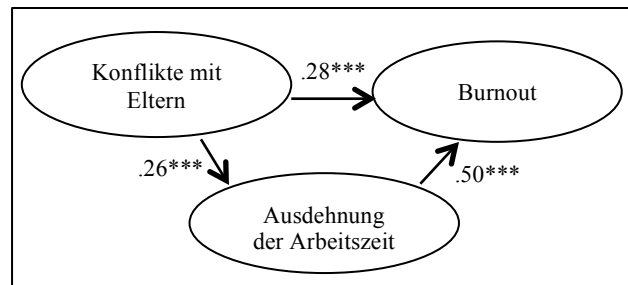 Konflikte mit
Eltern
.28***
Burnout
.26***
.50***
Ausdehnung
der Arbeitszeit